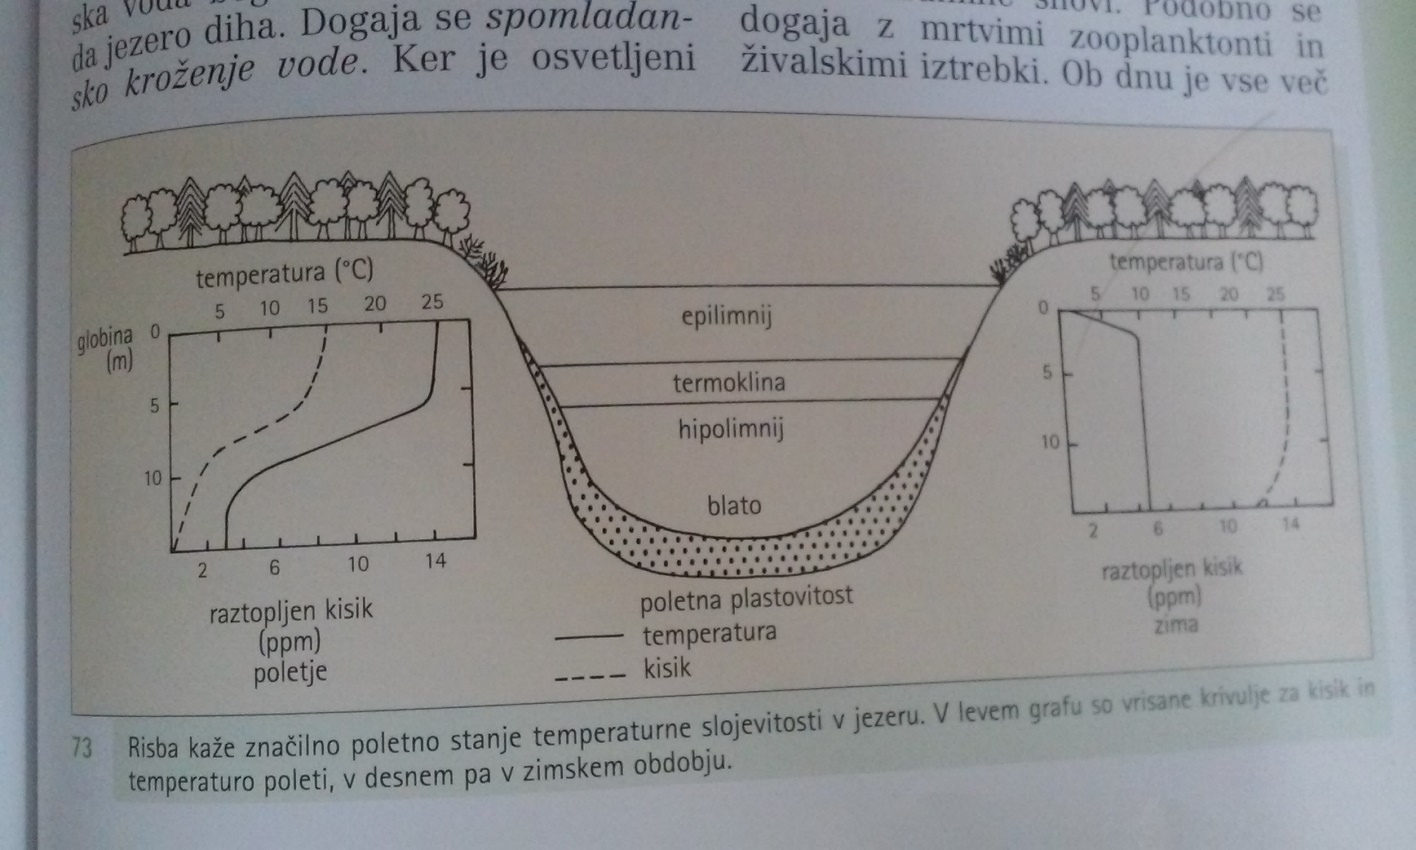 ska voda
da jezero diha. Dogaja se spomladan-
sko kroženje vode. Ker je osvetljeni
snovi. Podobno se
dogaja z mrtvimi zooplanktonti in
živalskimi iztrebki. Ob dnu je vse več
temperatura (°C)
5 10 15 20 25
globina
(m)
0
5
10
2 6 10 14
raztopljen kisik
(ppm)
poletje
epilimnij
termoklina
hipolimnij
blato
poletna plastovitost
temperatura
kisik
temperatura (°C)
5 10 15 20 25
0
5
10
2 6 10 14
raztopljen kisik
(ppm)
zima
73 Risba kaže značilno poletno stanje temperaturne slojevitosti v jezeru. V levem grafu so vrisane krivulje za kisik in
temperaturo poleti, v desnem pa v zimskem obdobju.